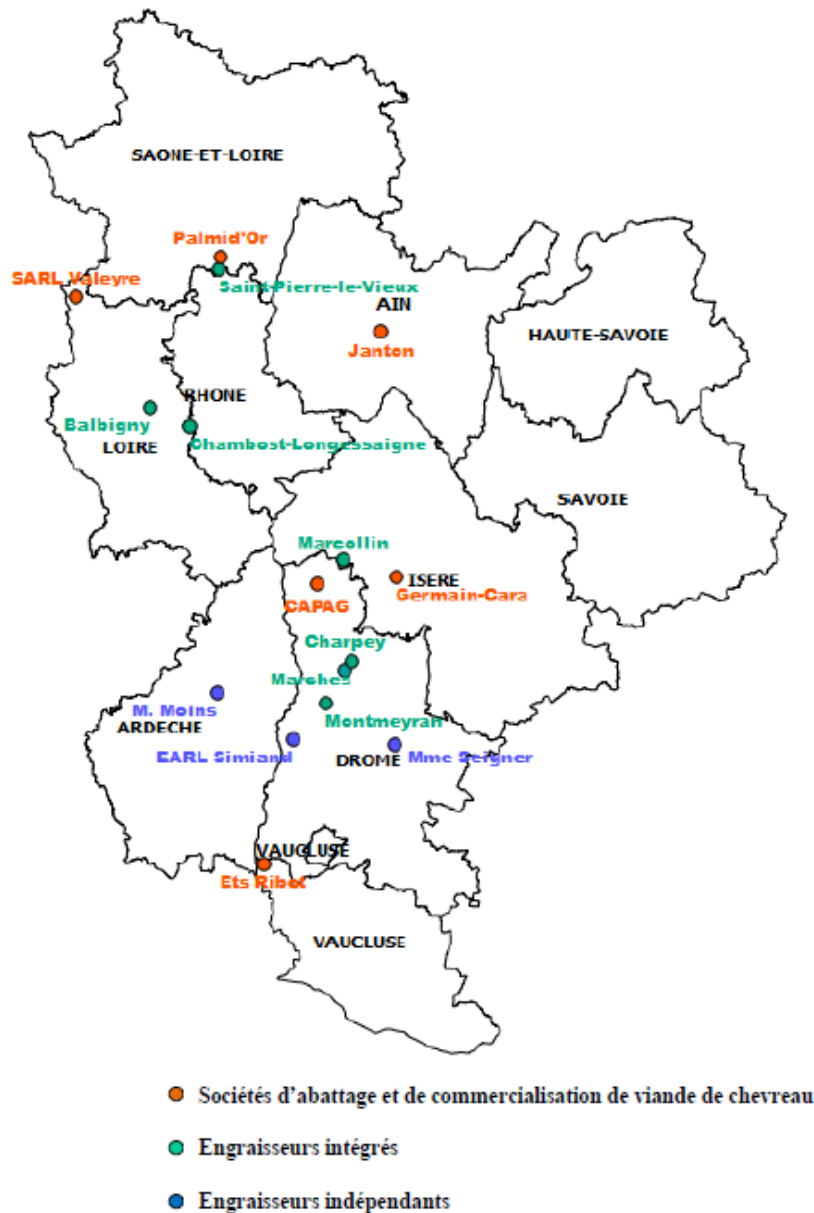 SAONE-ET-LOIRE
Palmid'Or
SARL Valeyre
Saint-Pierre-le-Vieux
AIN
HAUTE-SAVOIE
Janton
RHONE
Balbigny
Chambost-Longessaigne
LOIRE
SAVOIE
Marcollin
ISERE
CAPAG
Germain-Cara
Charpey
Marches
M. Moins
Montmeyran
ARDECHE
EARL Simiand
DROME
Mme Seigner
VAUCLUSE
Ets Ribot
VAUCLUSE
Sociétés d'abattage et de commercialisation de viande de chevreau
Engraisseurs intégrés
Engraisseurs indépendants